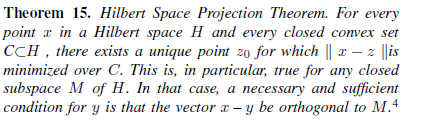 Theorem 15. Hilbert Space Projection Theorem. For every
point x in a Hilbert space H and every closed convex set
C⊂H , there exists a unique point z₀ for which ‖ x − z ‖is
minimized over C. This is, in particular, true for any closed
subspace M of H. In that case, a necessary and sufficient
condition for y is that the vector x − y be orthogonal to M.⁴